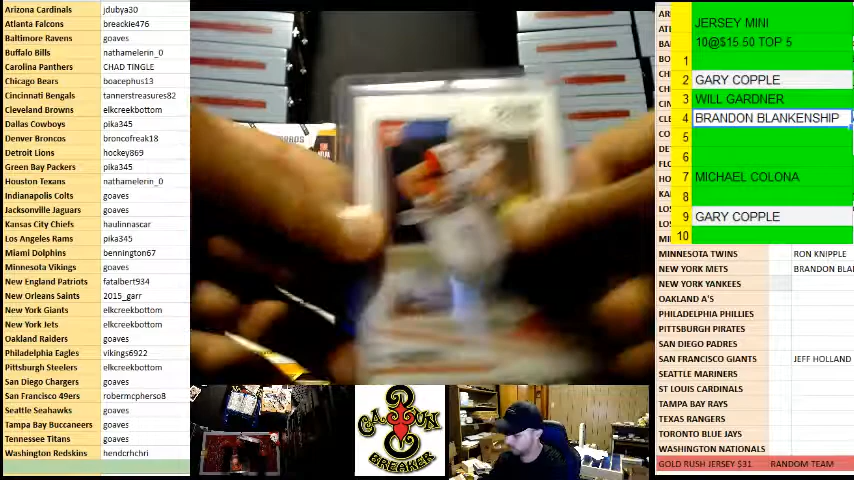 Arizona Cardinals jdubya30
Atlanta Falcons breackie476
Baltimore Ravens goaves
Buffalo Bills nathamelerin_0
Carolina Panthers CHAD TINGLE
Chicago Bears boacephus13
Cincinnati Bengals tannerstreasures82
Cleveland Browns elkcreekbottom
Dallas Cowboys pika345
Denver Broncos broncofreak18
Detroit Lions hockey869
Green Bay Packers pika345
Houston Texans nathamelerin_0
Indianapolis Colts goaves
Jacksonville Jaguars goaves
Kansas City Chiefs haulinnascar
Los Angeles Rams pika345
Miami Dolphins bennington67
Minnesota Vikings goaves
New England Patriots fatalbert934
New Orleans Saints 2015_garr
New York Giants elkcreekbottom
New York Jets elkcreekbottom
Oakland Raiders goaves
Philadelphia Eagles vikings6922
Pittsburgh Steelers elkcreekbottom
San Diego Chargers goaves
San Francisco 49ers robermcphers08
Seattle Seahawks goaves
Tampa Bay Buccaneers goaves
Tennessee Titans goaves
Washington Redskins hendcrhchri
CAJUN
BREAKER
JERSEY MINI
10@$15.50 TOP 5
1
2 GARY COPPLE
3 WILL GARDNER
4 BRANDON BLANKENSHIP
5
6
7 MICHAEL COLONA
8
9 GARY COPPLE
10
MINNESOTA TWINS RON KNIPPLE
NEW YORK METS BRANDON BLA
NEW YORK YANKEES
OAKLAND A'S
PHILADELPHIA PHILLIES
PITTSBURGH PIRATES
SAN DIEGO PADRES
SAN FRANCISCO GIANTS JEFF HOLLAND
SEATTLE MARINERS
ST LOUIS CARDINALS
TAMPA BAY RAYS
TEXAS RANGERS
TORONTO BLUE JAYS
WASHINGTON NATIONALS
GOLD RUSH JERSEY $31 RANDOM TEAM